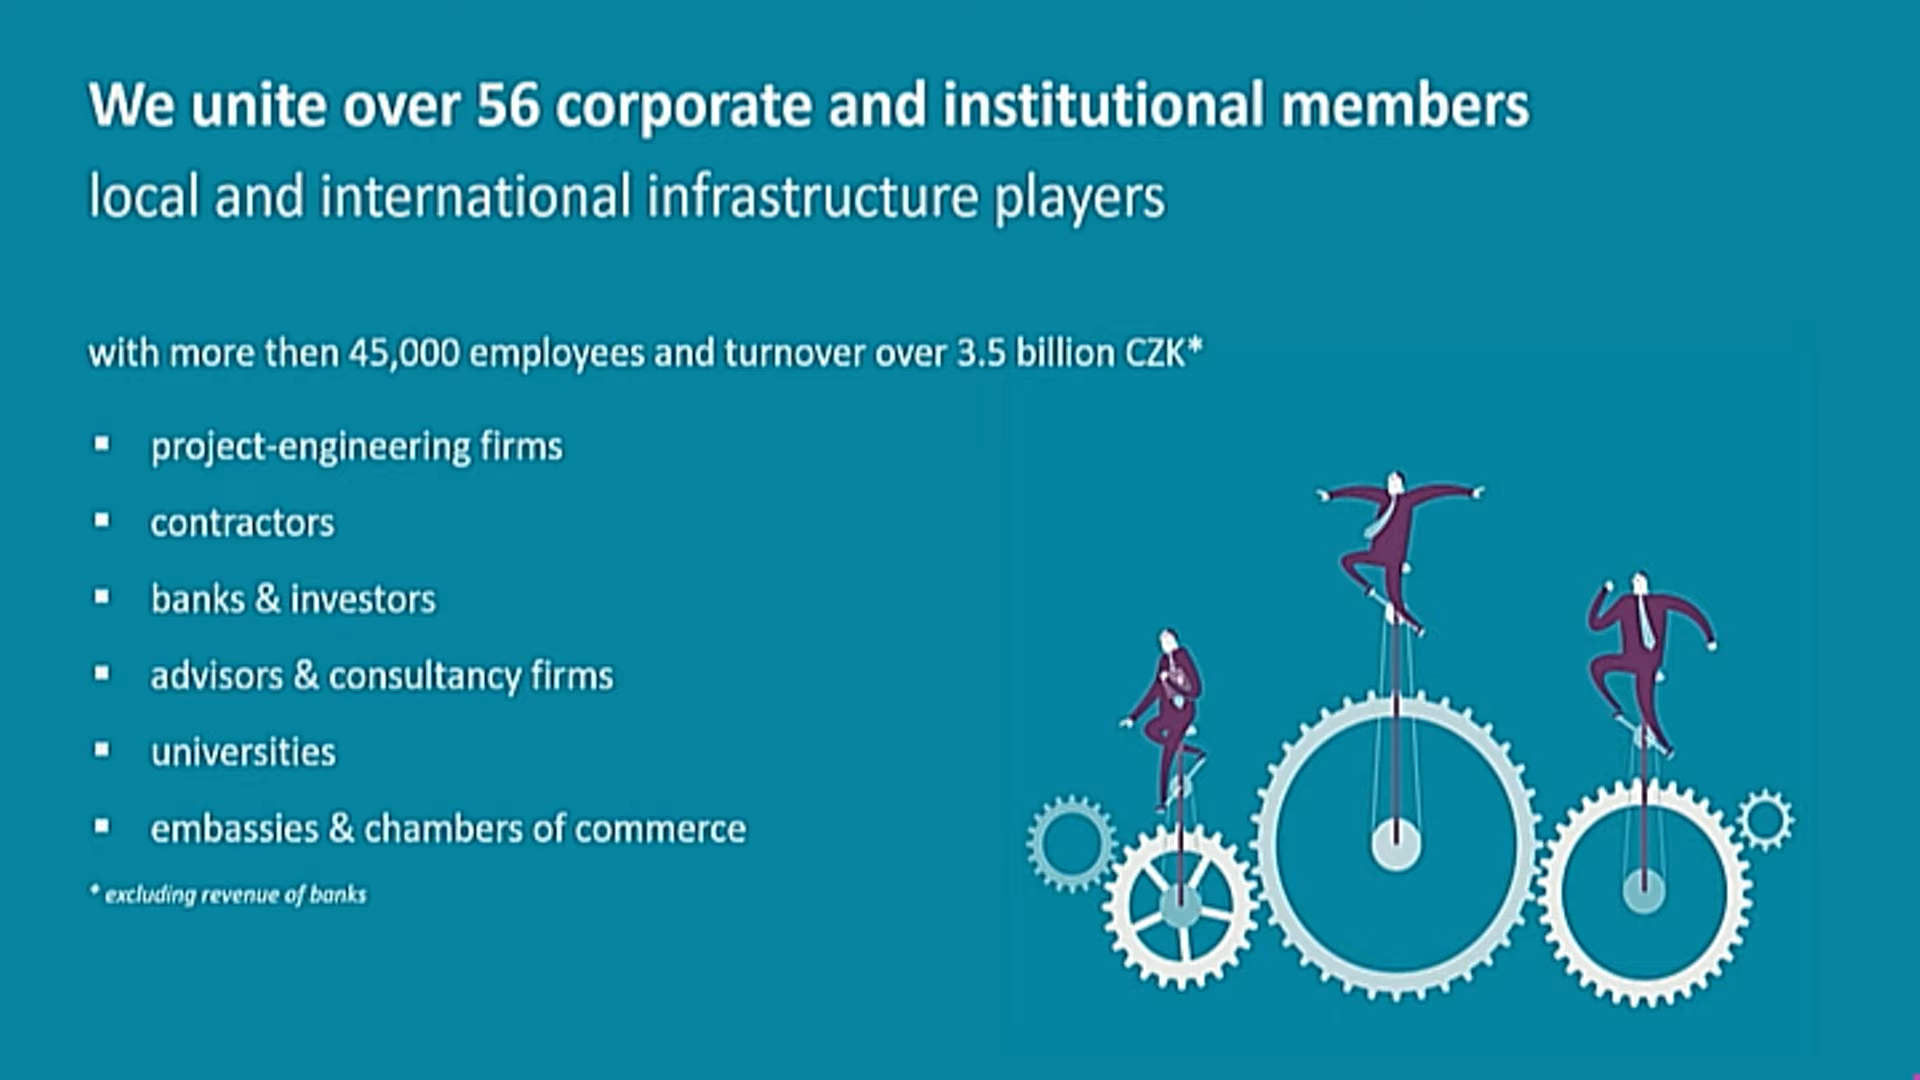 We unite over 56 corporate and institutional members
local and international infrastructure players
with more then 45,000 employees and turnover over 3.5 billion CZK*
▪ project-engineering firms
▪ contractors
▪ banks & investors
▪ advisors & consultancy firms
▪ universities
▪ embassies & chambers of commerce
* excluding revenue of banks